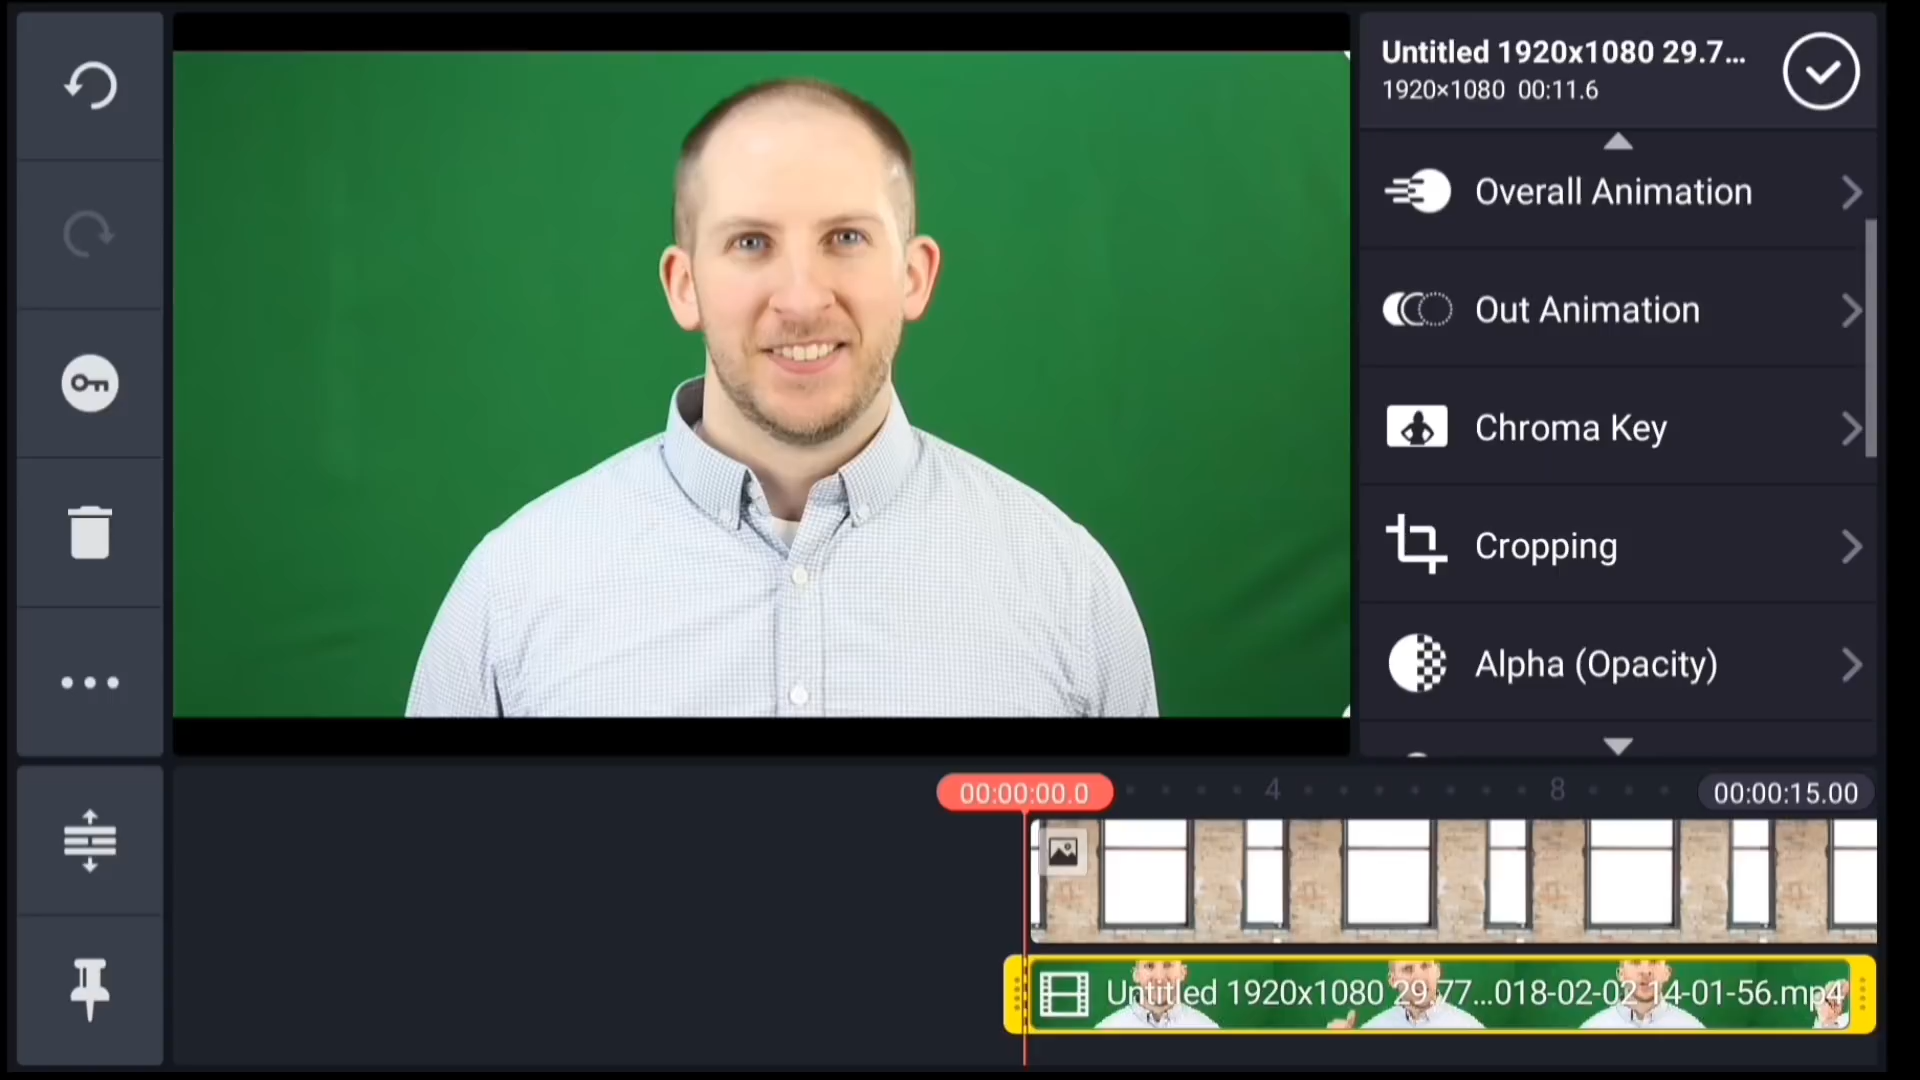 Untitled 1920x1080 29.7...
1920×1080 00:11.6
Overall Animation
Out Animation
Chroma Key
Cropping
Alpha (Opacity)
00:00:00.0
4
8
00:00:15.00
Untitled 1920x1080 29.77...018-02-02 14-01-56.mp4